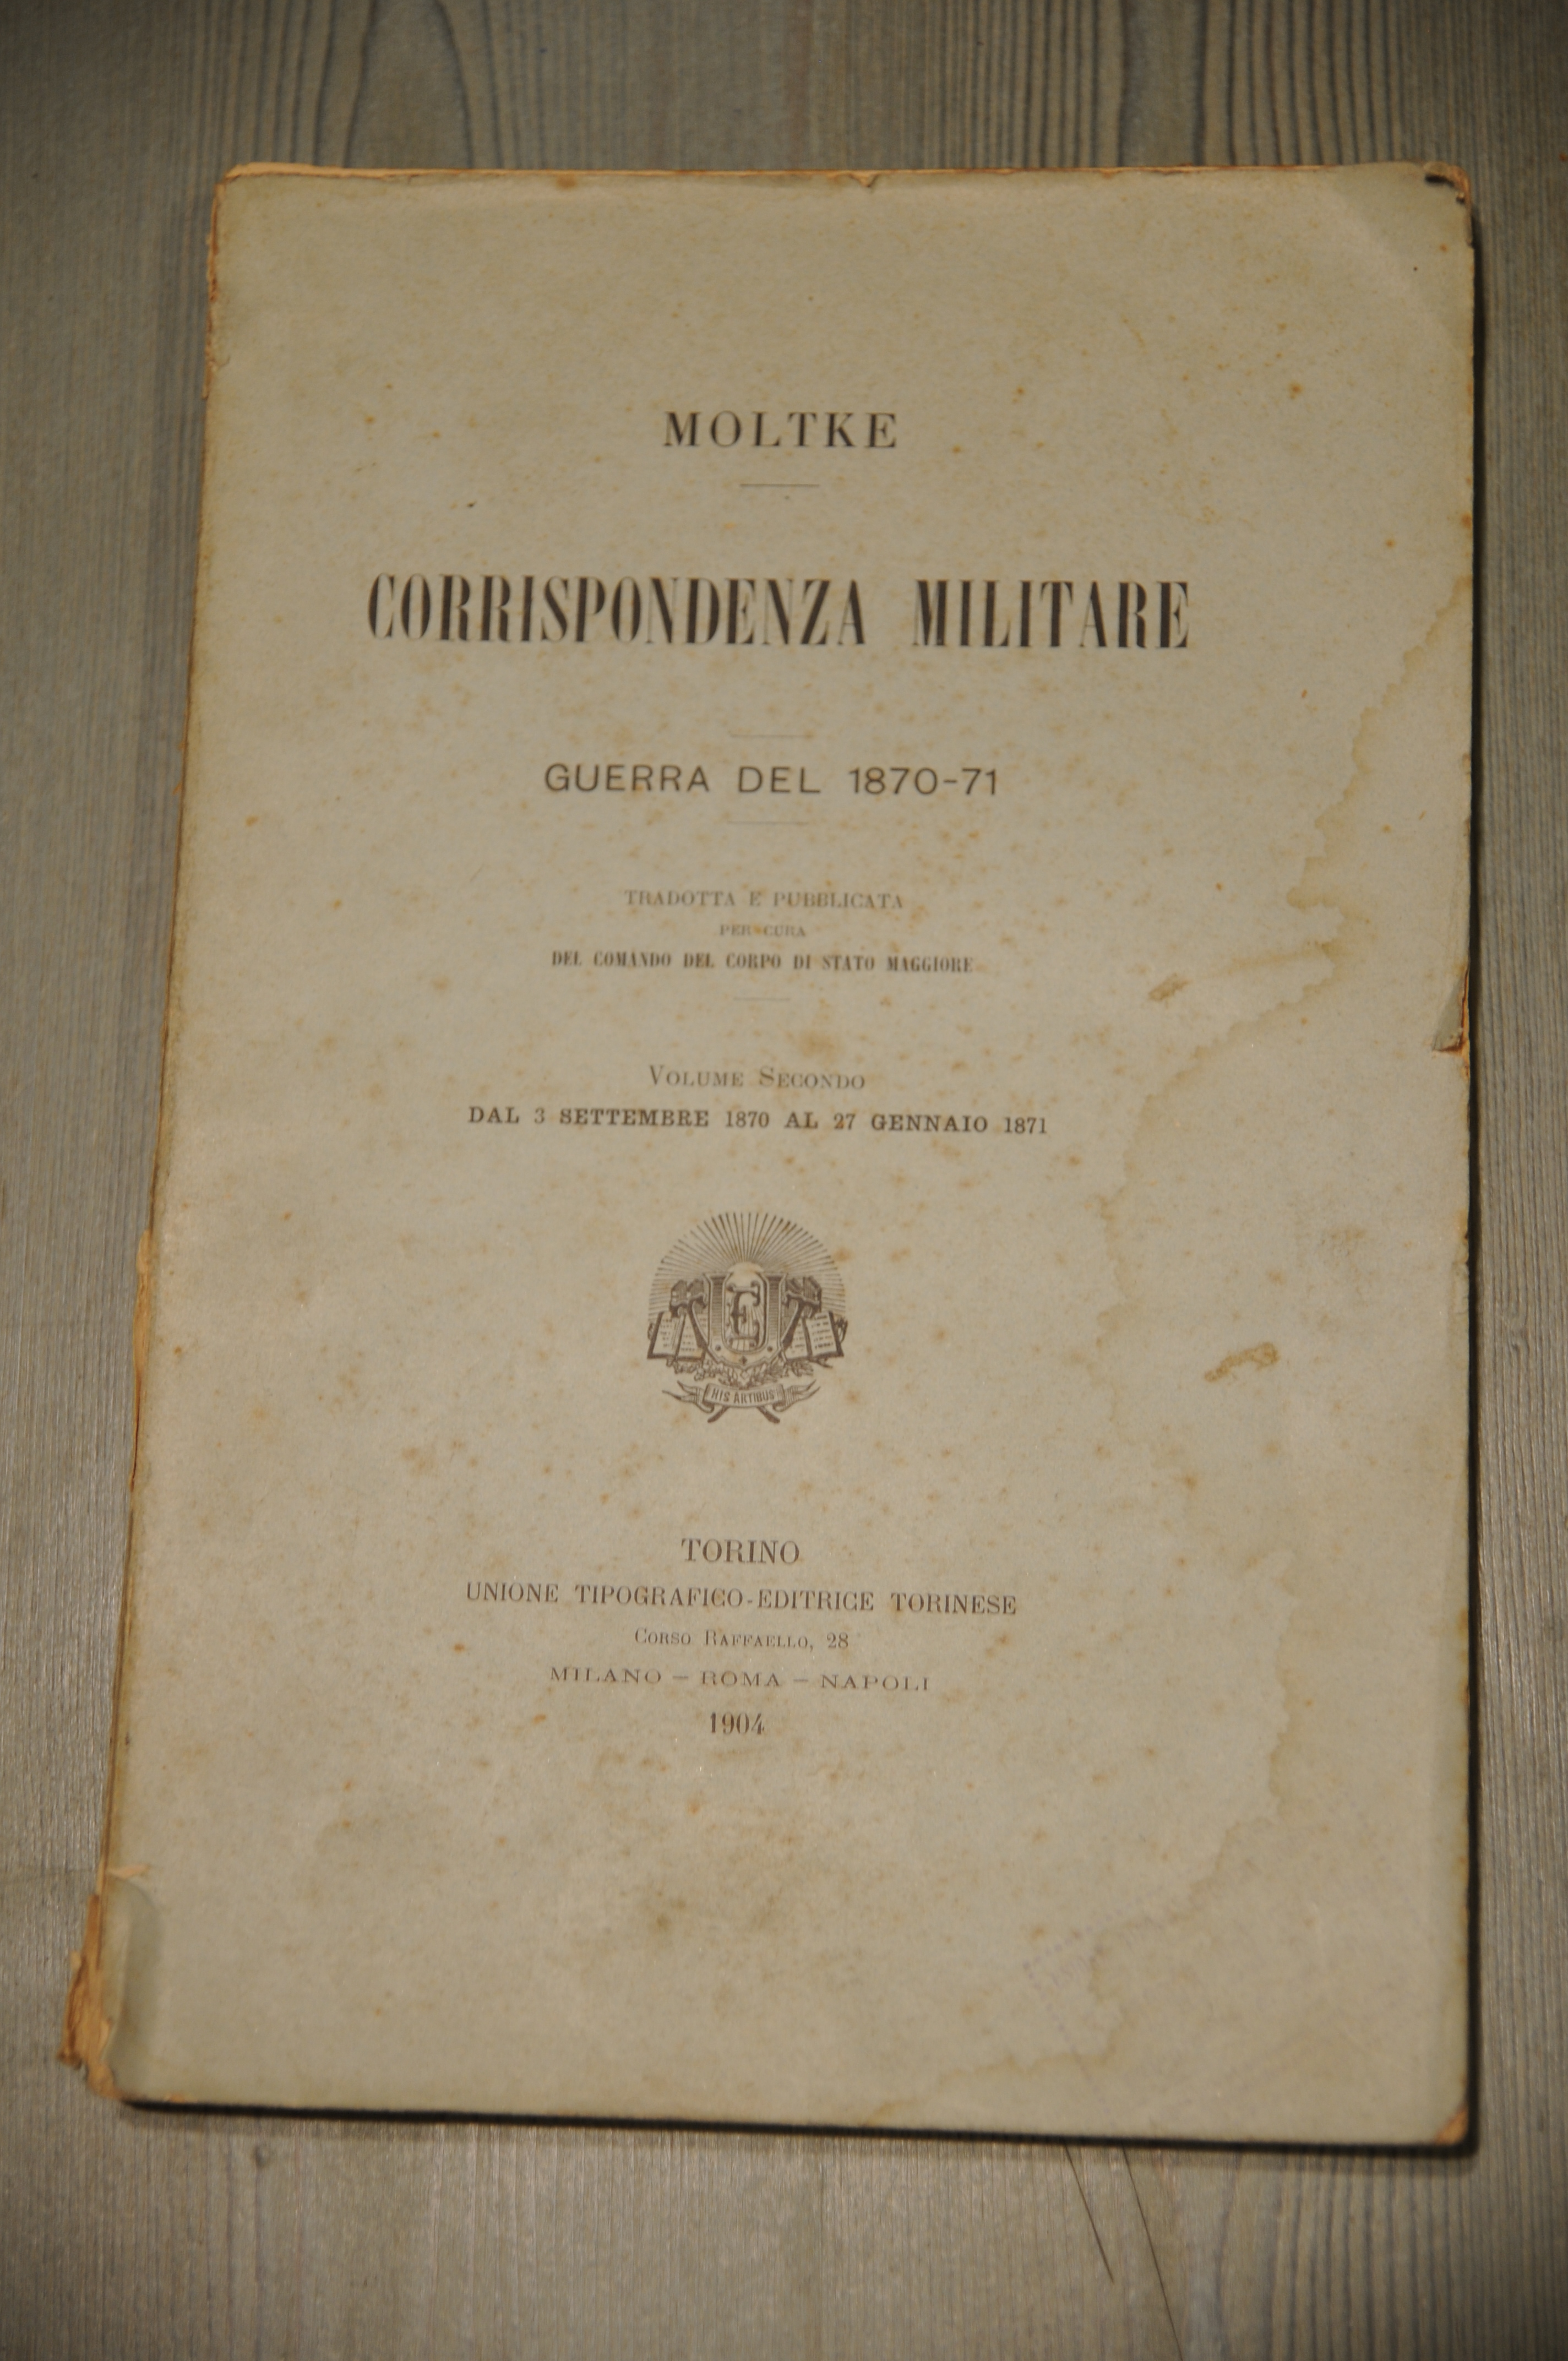 MOLTKE
CORRISPONDENZA MILITARE
GUERRA DEL 1870-71
TRADOTTA E PUBBLICATA
PER CURA
DEL COMANDO DEL CORPO DI STATO MAGGIORE
VOLUME SECONDO
DAL 3 SETTEMBRE 1870 AL 27 GENNAIO 1871
HIS ARTIBUS
TORINO
UNIONE TIPOGRAFICO-EDITRICE TORINESE
CORSO RAFFAELLO, 28
MILANO — ROMA — NAPOLI
1904